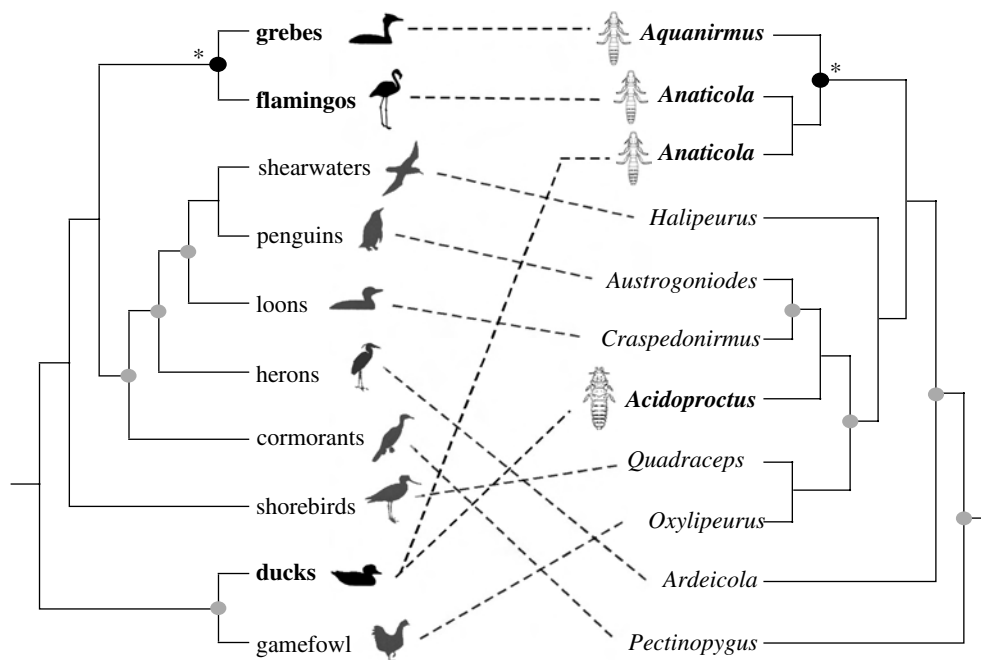 *
grebes
flamingos
shearwaters
penguins
loons
herons
cormorants
shorebirds
ducks
gamefowl
Aquanirmus
*
Anaticola
Anaticola
Halipeurus
Austrogoniodes
Craspedonirmus
Acidoproctus
Quadraceps
Oxylipeurus
Ardeicola
Pectinopygus